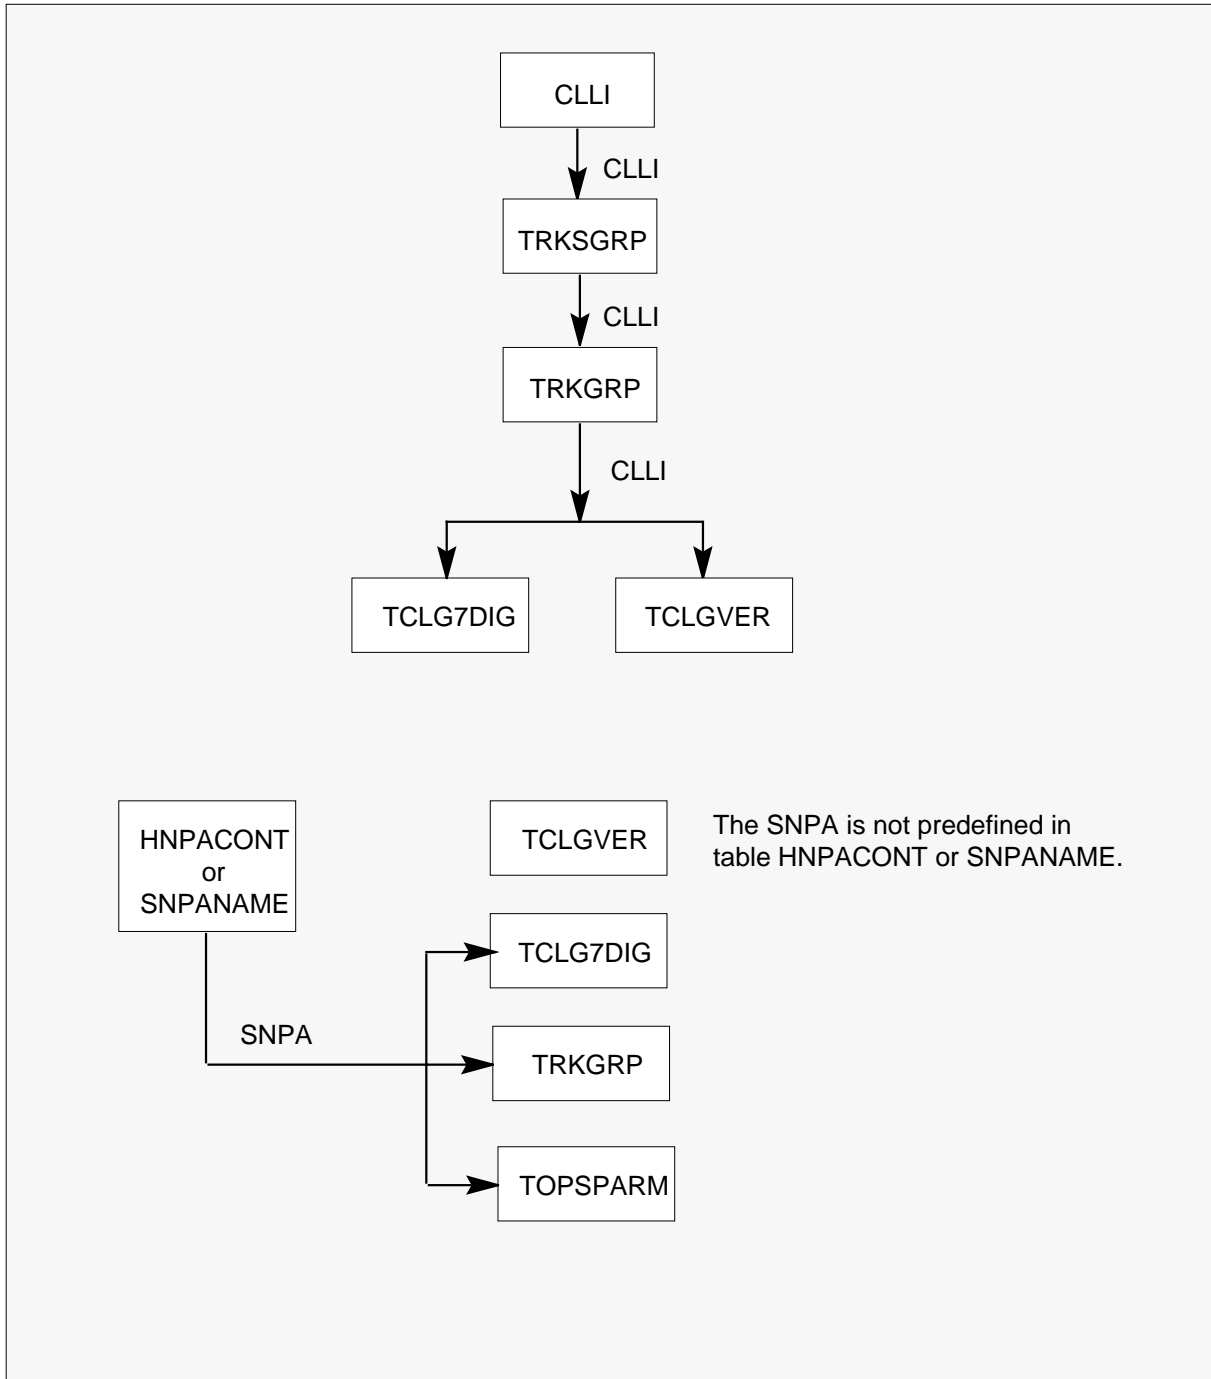 CLLI
CLLI
TRKSGRP
CLLI
TRKGRP
CLLI
TCLG7DIG
TCLGVER
HNPACONT
or
SNPANAME
TCLGVER
The SNPA is not predefined in
table HNPACONT or SNPANAME.
TCLG7DIG
SNPA
TRKGRP
TOPSPARM